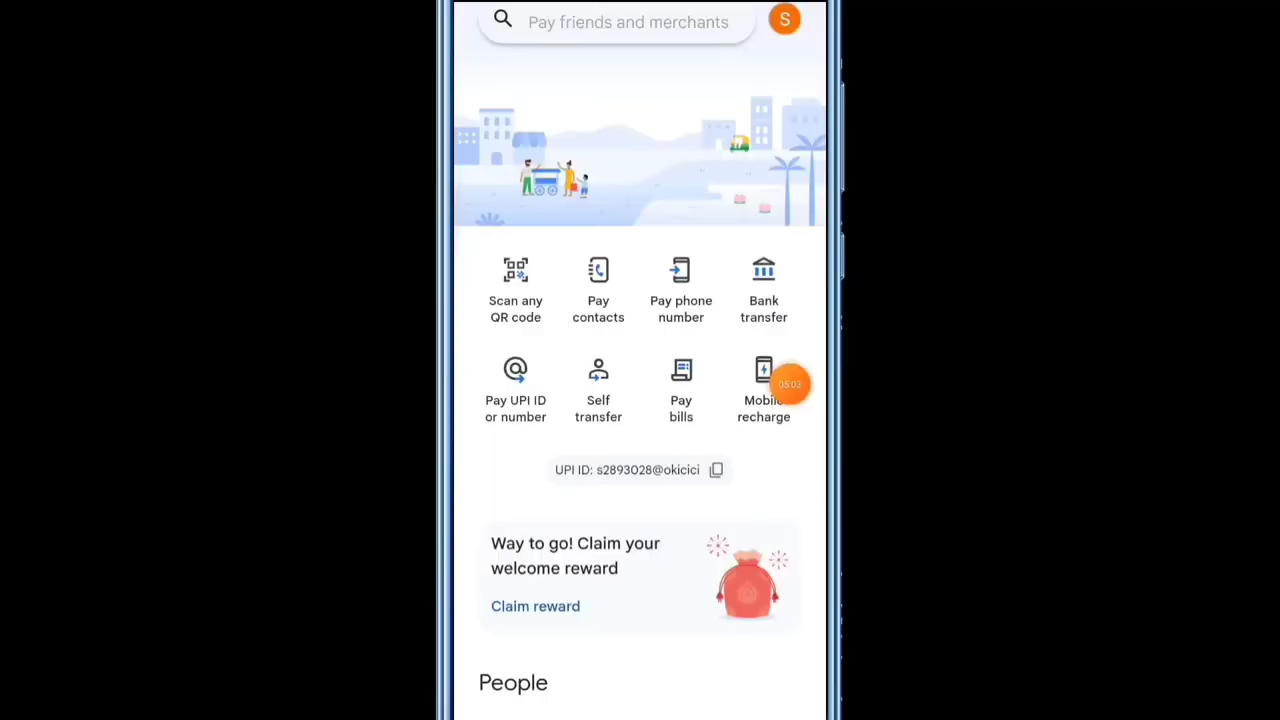 Pay friends and merchants
S
Scan any
QR code
Pay
contacts
Pay phone
number
Bank
transfer
Pay UPI ID
or number
Self
transfer
Pay
bills
Mobile
recharge
05:03
UPI ID: s2893028@okicici
Way to go! Claim your
welcome reward
Claim reward
People